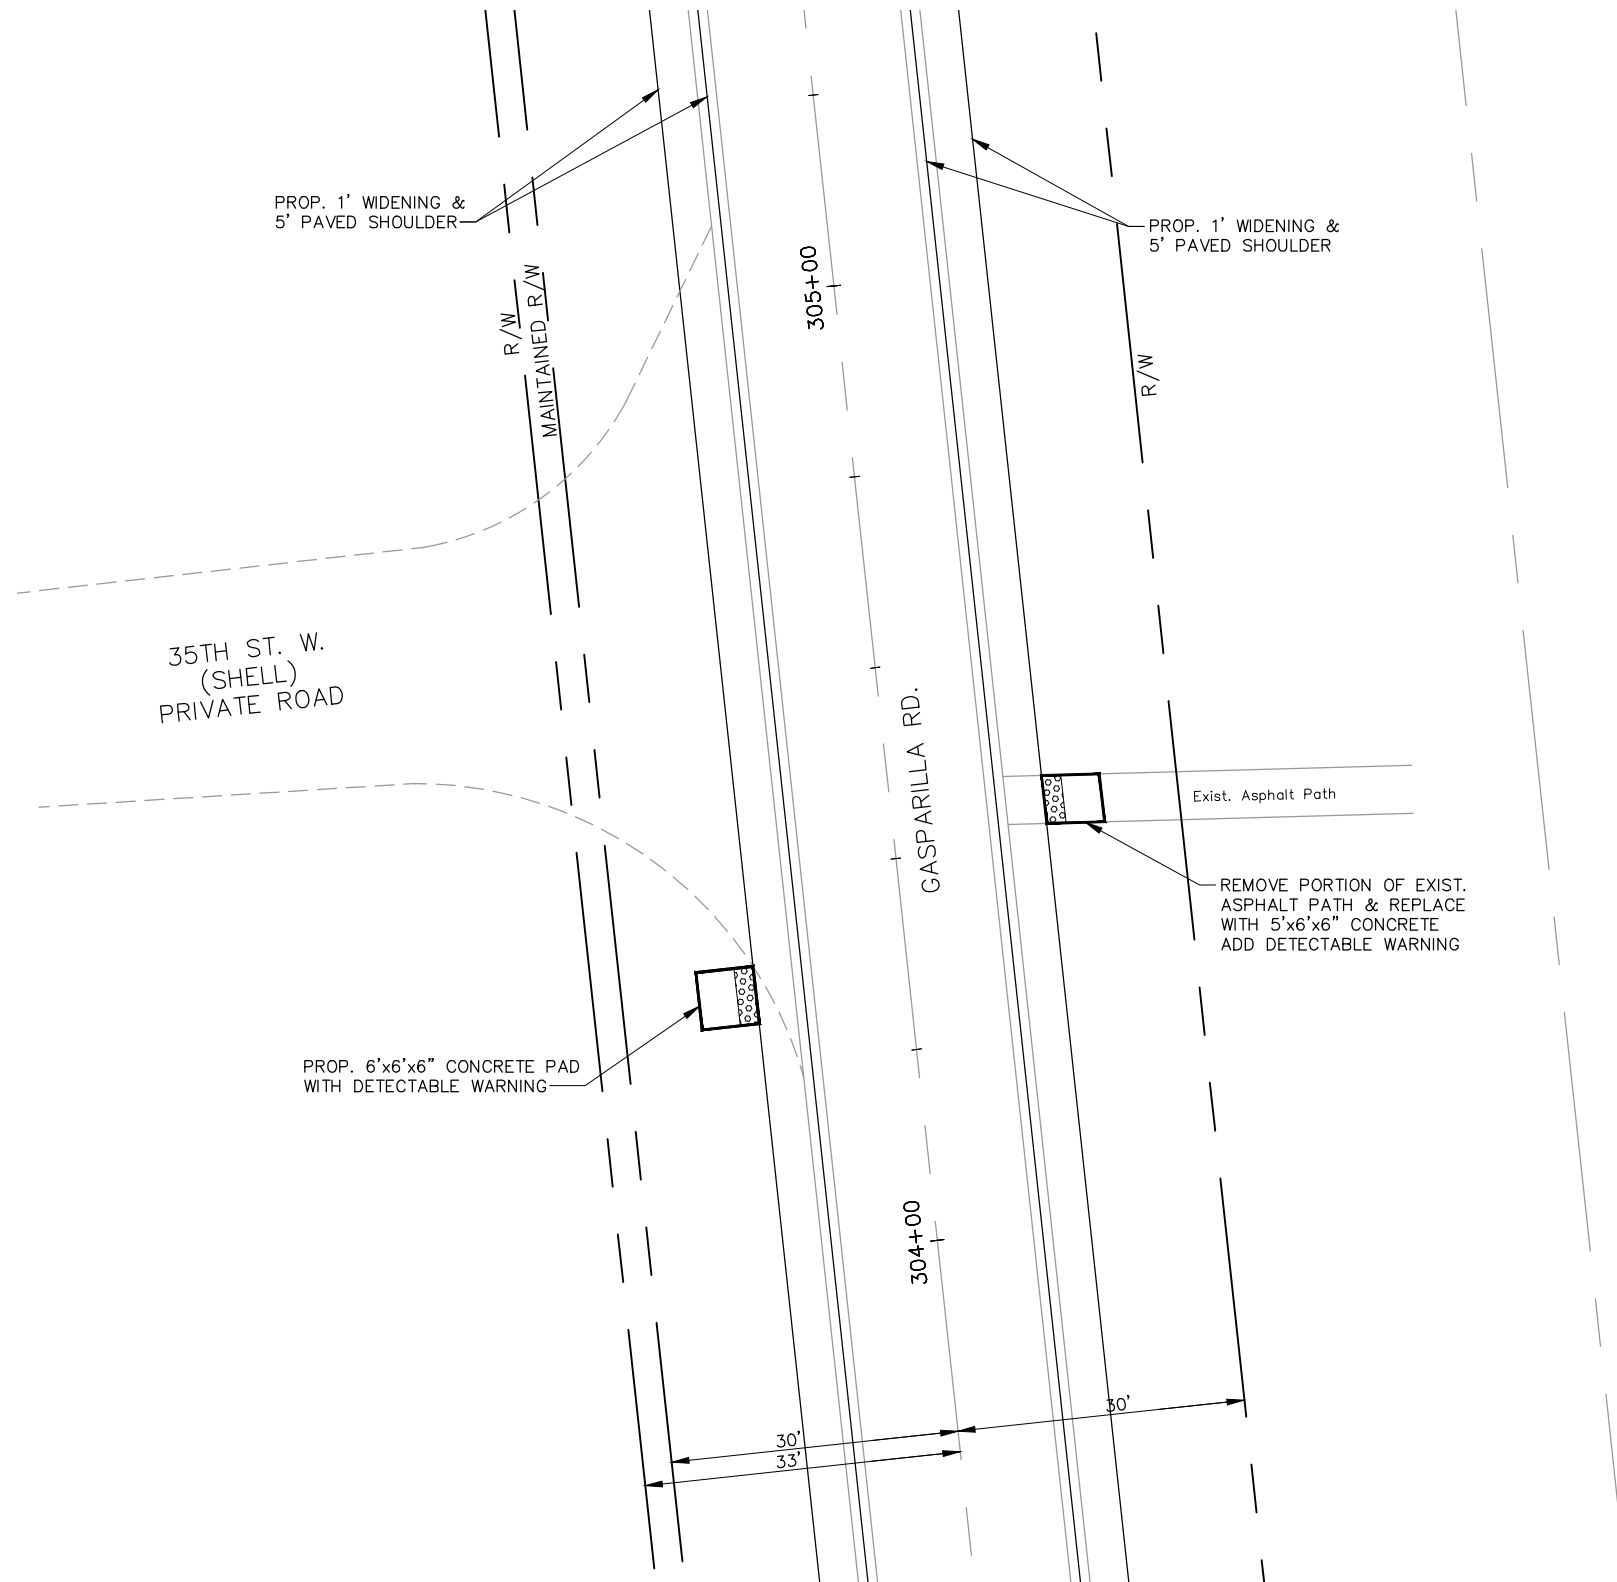 PROP. 1' WIDENING &
5' PAVED SHOULDER
PROP. 1' WIDENING &
5' PAVED SHOULDER
305+00
R/W
MAINTAINED R/W
R/W
35TH ST. W.
(SHELL)
PRIVATE ROAD
GASPARILLA RD.
Exist. Asphalt Path
REMOVE PORTION OF EXIST.
ASPHALT PATH & REPLACE
WITH 5'x6'x6" CONCRETE
ADD DETECTABLE WARNING
PROP. 6'x6'x6" CONCRETE PAD
WITH DETECTABLE WARNING
304+00
30'
30'
33'